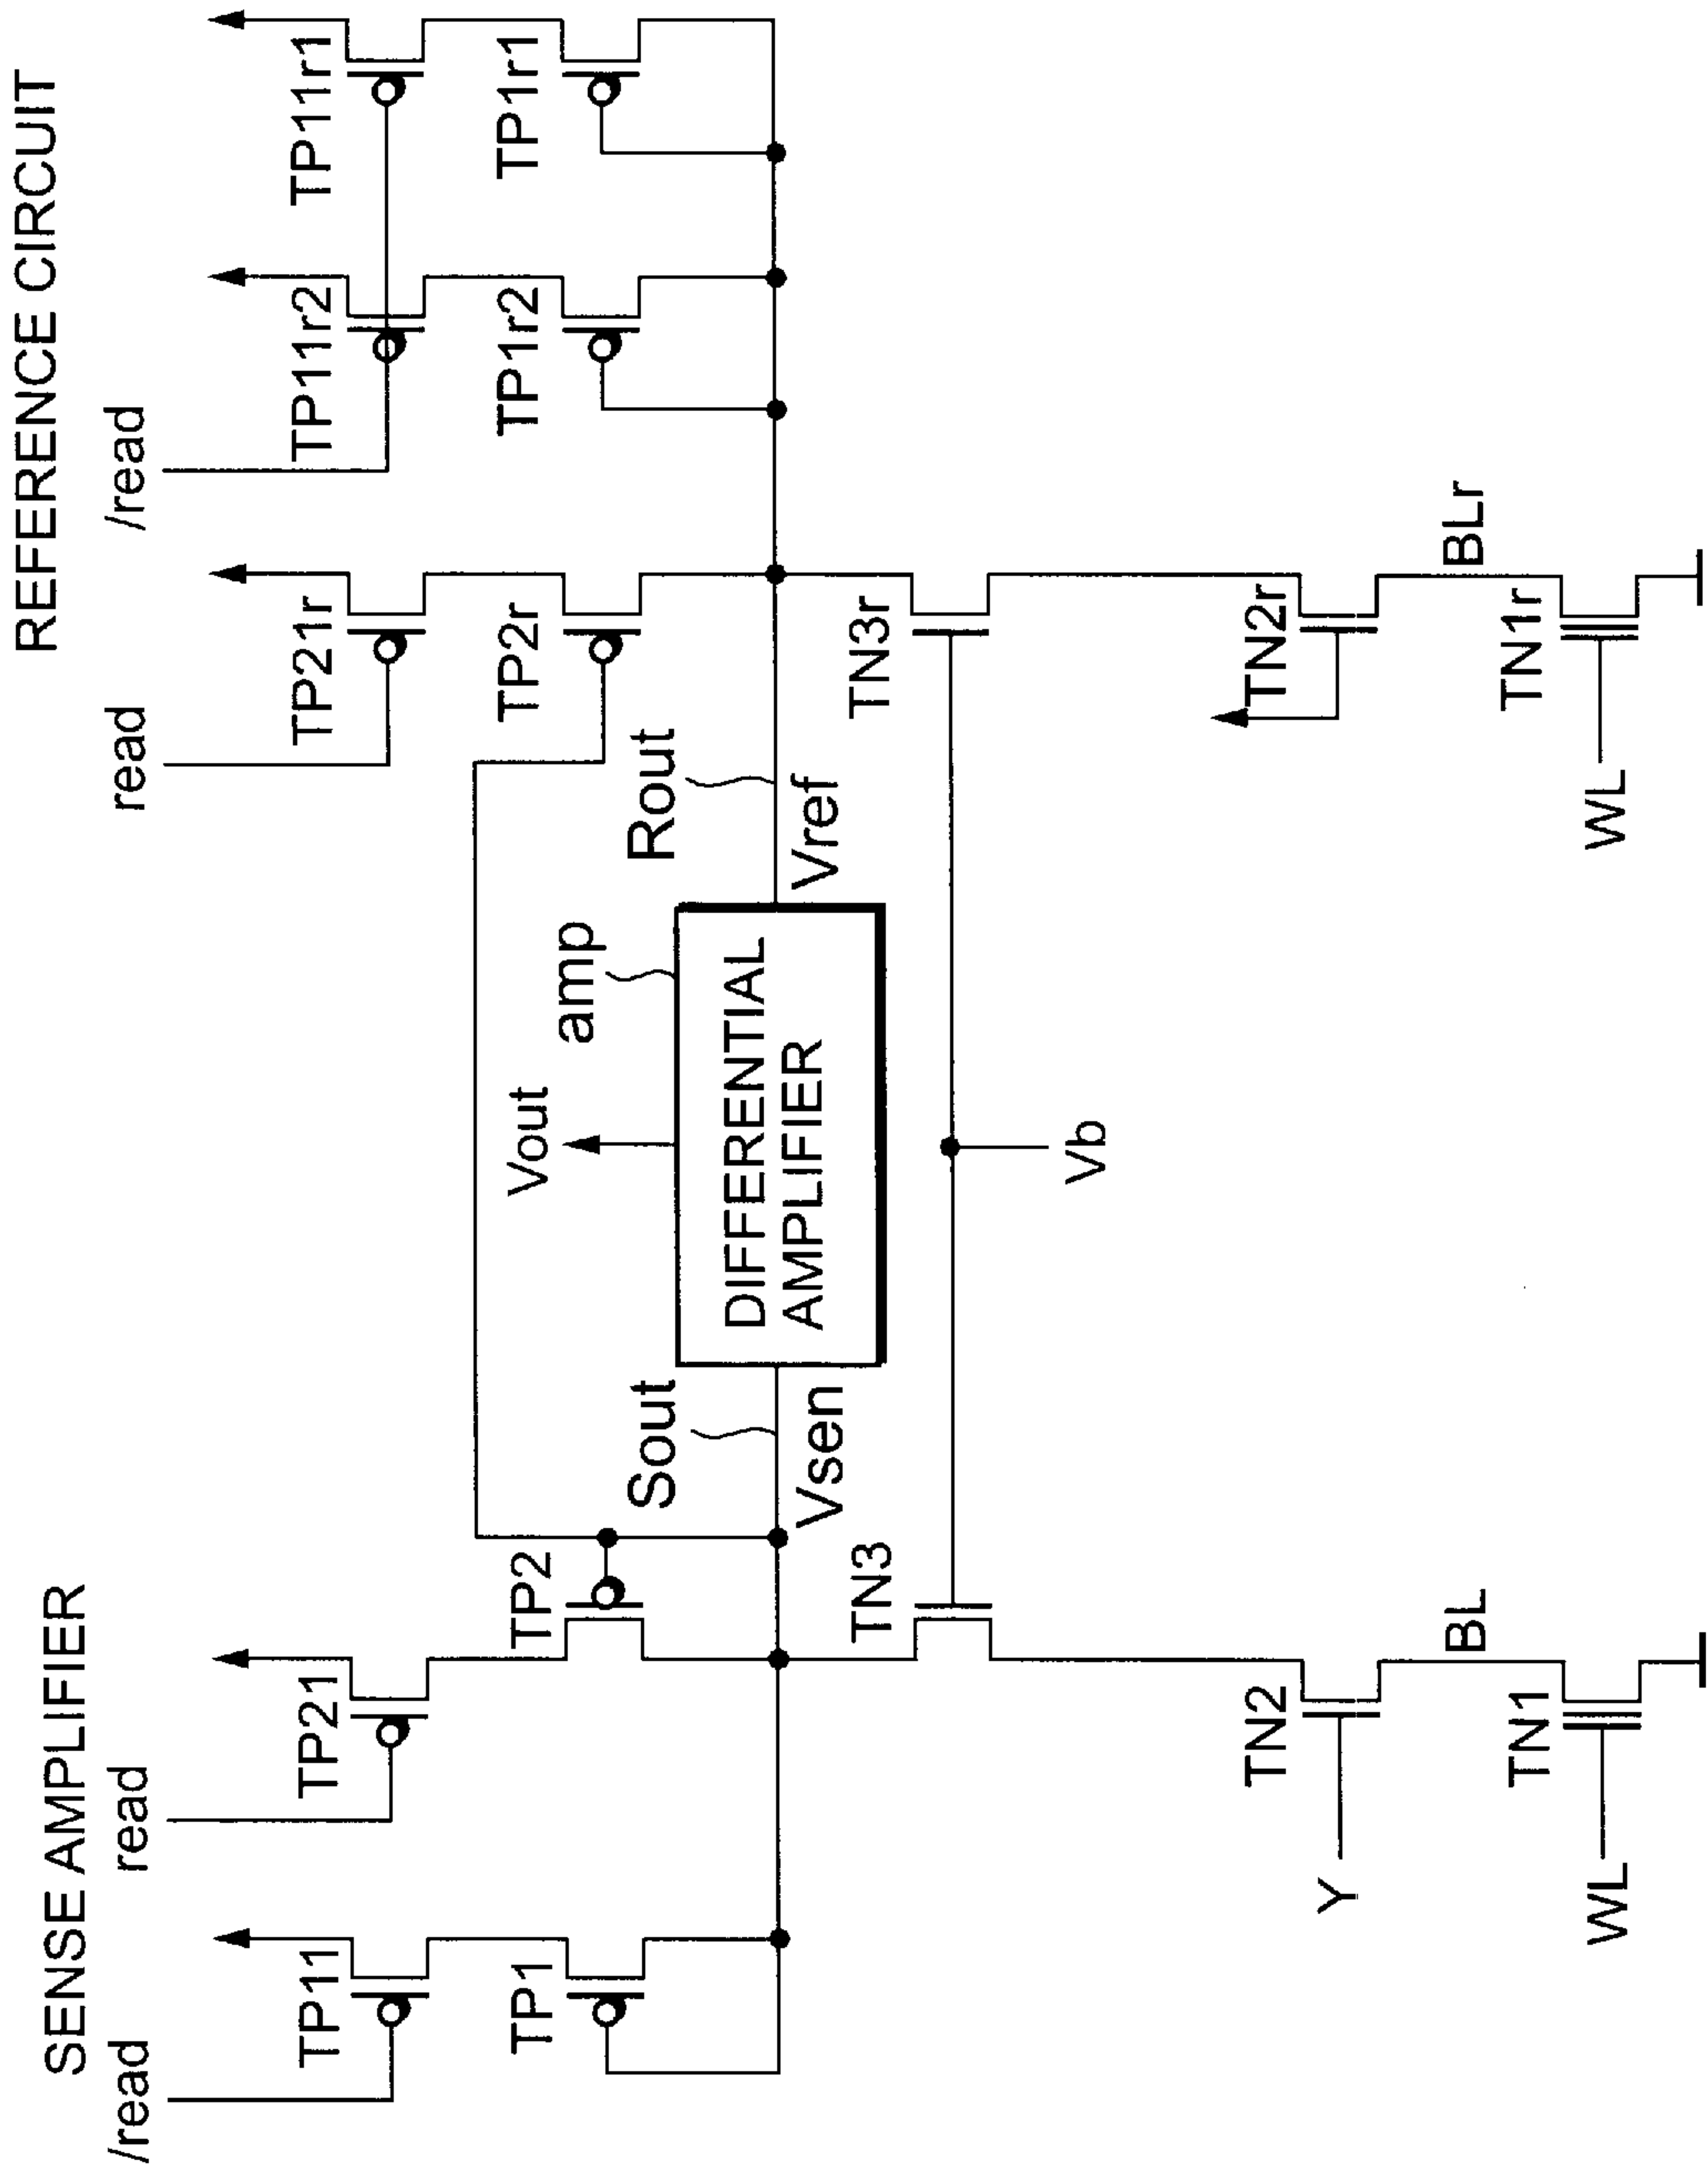 SENSE AMPLIFIER
REFERENCE CIRCUIT
/read
read
read
/read
TP11
TP21
TP21r
TP11r2
TP11r1
TP1
TP2
Vout
amp
TP2r
TP1r2
TP1r1
Sout
Rout
DIFFERENTIAL
AMPLIFIER
Vsen
Vref
TN3
TN3r
Vb
Y
TN2
TN2r
BL
BLr
WL
TN1
WL
TN1r